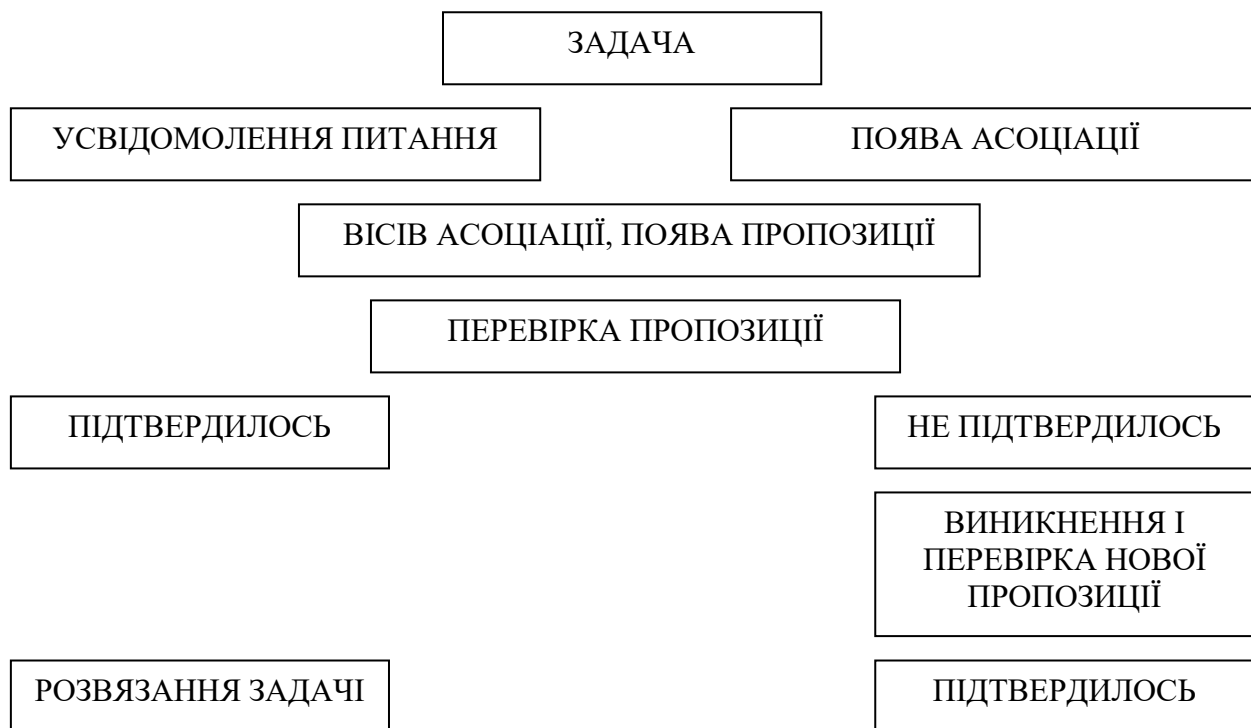 ЗАДАЧА
УСВІДОМОЛЕННЯ ПИТАННЯ
ПОЯВА АСОЦІАЦІЇ
ВІСІВ АСОЦІАЦІЇ, ПОЯВА ПРОПОЗИЦІЇ
ПЕРЕВІРКА ПРОПОЗИЦІЇ
ПІДТВЕРДИЛОСЬ
НЕ ПІДТВЕРДИЛОСЬ
ВИНИКНЕННЯ І
ПЕРЕВІРКА НОВОЇ
ПРОПОЗИЦІЇ
РОЗВЯЗАННЯ ЗАДАЧІ
ПІДТВЕРДИЛОСЬ